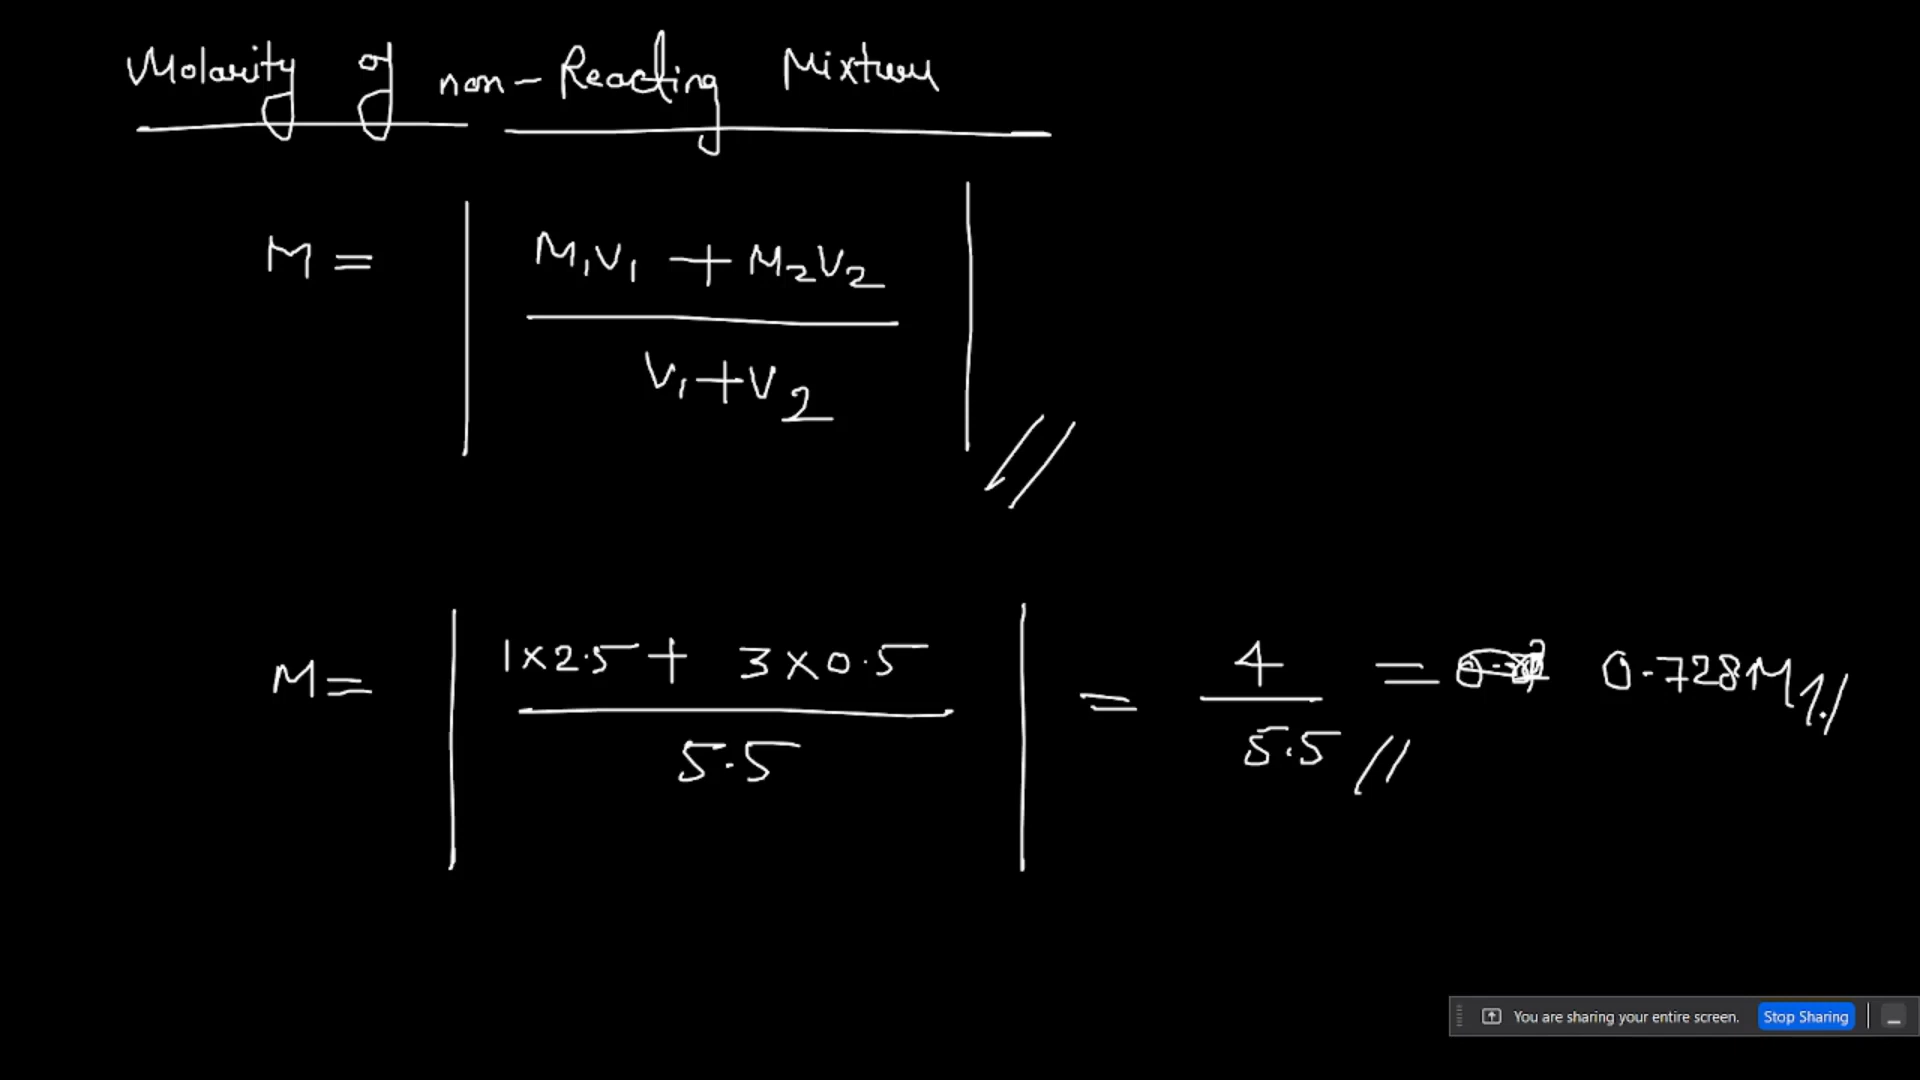 Molarity of non-Reacting Mixture
M = | M₁V₁ + M₂V₂ / V₁+V₂ | //
M= | 1×2.5+ 3×0.5 / 5.5 | = 4 / 5.5 // = 0.728M //
You are sharing your entire screen. Stop Sharing